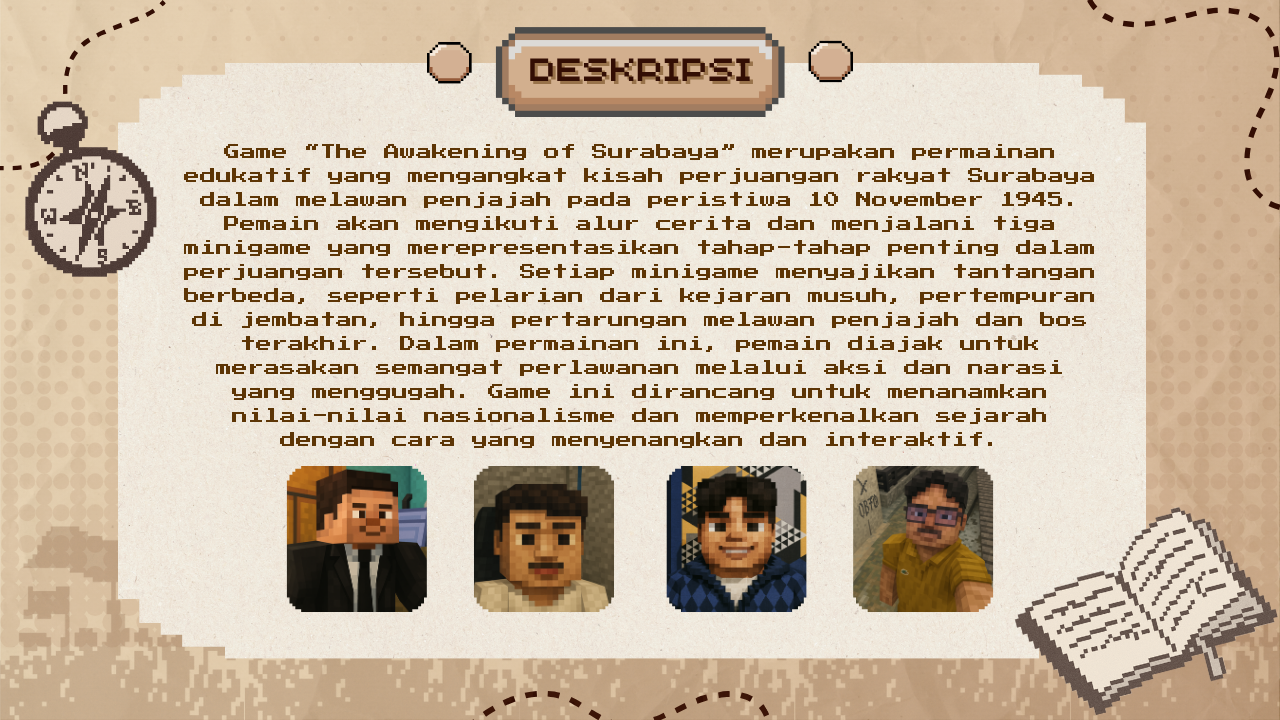 DESKRIPSI
Game “The Awakening of Surabaya” merupakan permainan
edukatif yang mengangkat kisah perjuangan rakyat Surabaya
dalam melawan penjajah pada peristiwa 10 November 1945.
Pemain akan mengikuti alur cerita dan menjalani tiga
minigame yang merepresentasikan tahap-tahap penting dalam
perjuangan tersebut. Setiap minigame menyajikan tantangan
berbeda, seperti pelarian dari kejaran musuh, pertempuran
di jembatan, hingga pertarungan melawan penjajah dan bos
terakhir. Dalam permainan ini, pemain diajak untuk
merasakan semangat perlawanan melalui aksi dan narasi
yang menggugah. Game ini dirancang untuk menanamkan
nilai-nilai nasionalisme dan memperkenalkan sejarah
dengan cara yang menyenangkan dan interaktif.
N
W
E
S